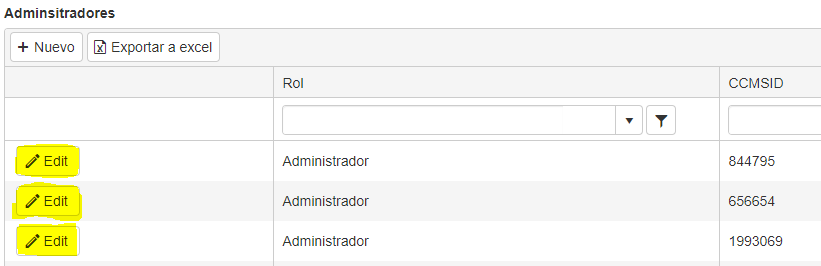 Adminsitradores
+ Nuevo Exportar a excel
Rol CCMSID
Edit Administrador 844795
Edit Administrador 656654
Edit Administrador 1993069